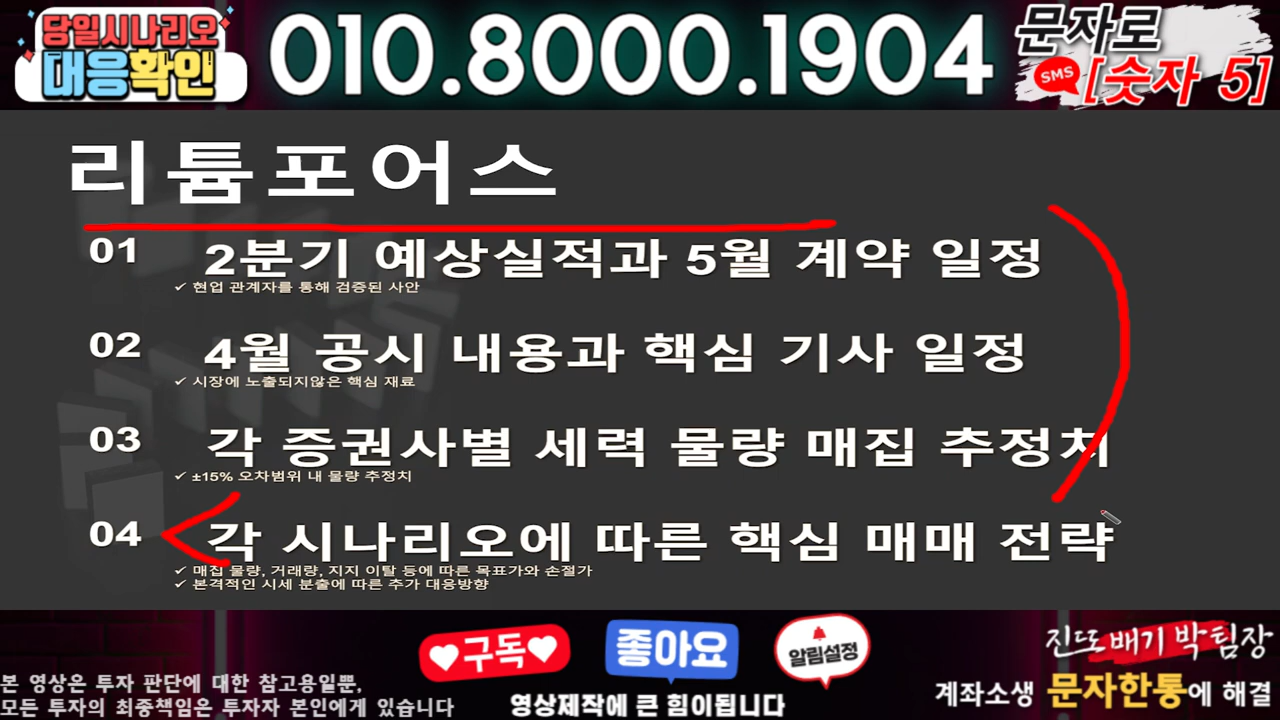 당일시나리오
대응확인
010.8000.1904
문자로
SMS [숫자 5]
리튬포어스
01 2분기 예상실적과 5월 계약 일정
✓ 현업 관계자를 통해 검증된 사안
02 4월 공시 내용과 핵심 기사 일정
✓ 시장에 노출되지않은 핵심 재료
03 각 증권사별 세력 물량 매집 추정치
✓ ±15% 오차범위 내 물량 추정치
04 각 시나리오에 따른 핵심 매매 전략
✓ 매집 물량, 거래량, 지지 이탈 등에 따른 목표가와 손절가
✓ 본격적인 시세 분출에 따른 추가 대응방향
구독 좋아요 알림설정
영상제작에 큰 힘이됩니다
본 영상은 투자 판단에 대한 참고용일뿐,
모든 투자의 최종책임은 투자자 본인에게 있습니다
진또배기 박팀장
계좌소생 문자한통에 해결